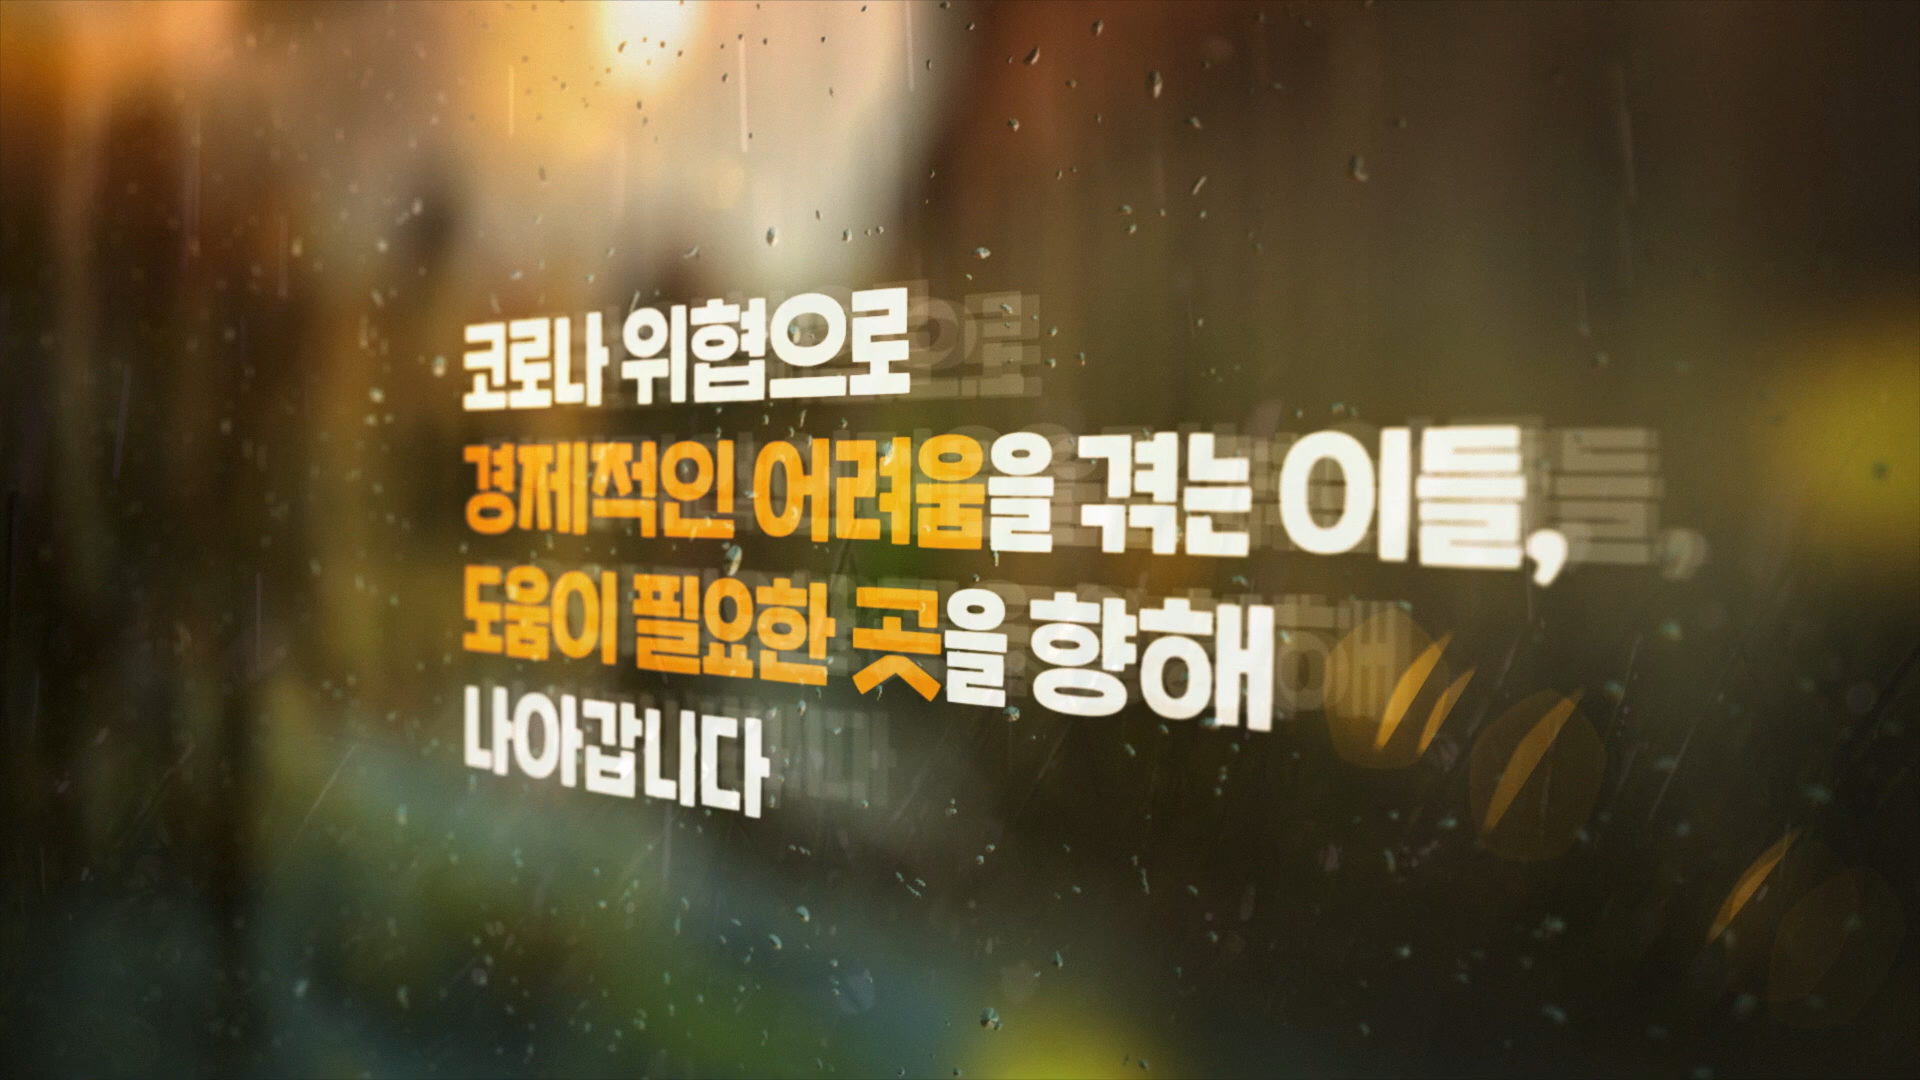 코로나 위협으로
경제적인 어려움을 겪는 이들,
도움이 필요한 곳을 향해
나아갑니다